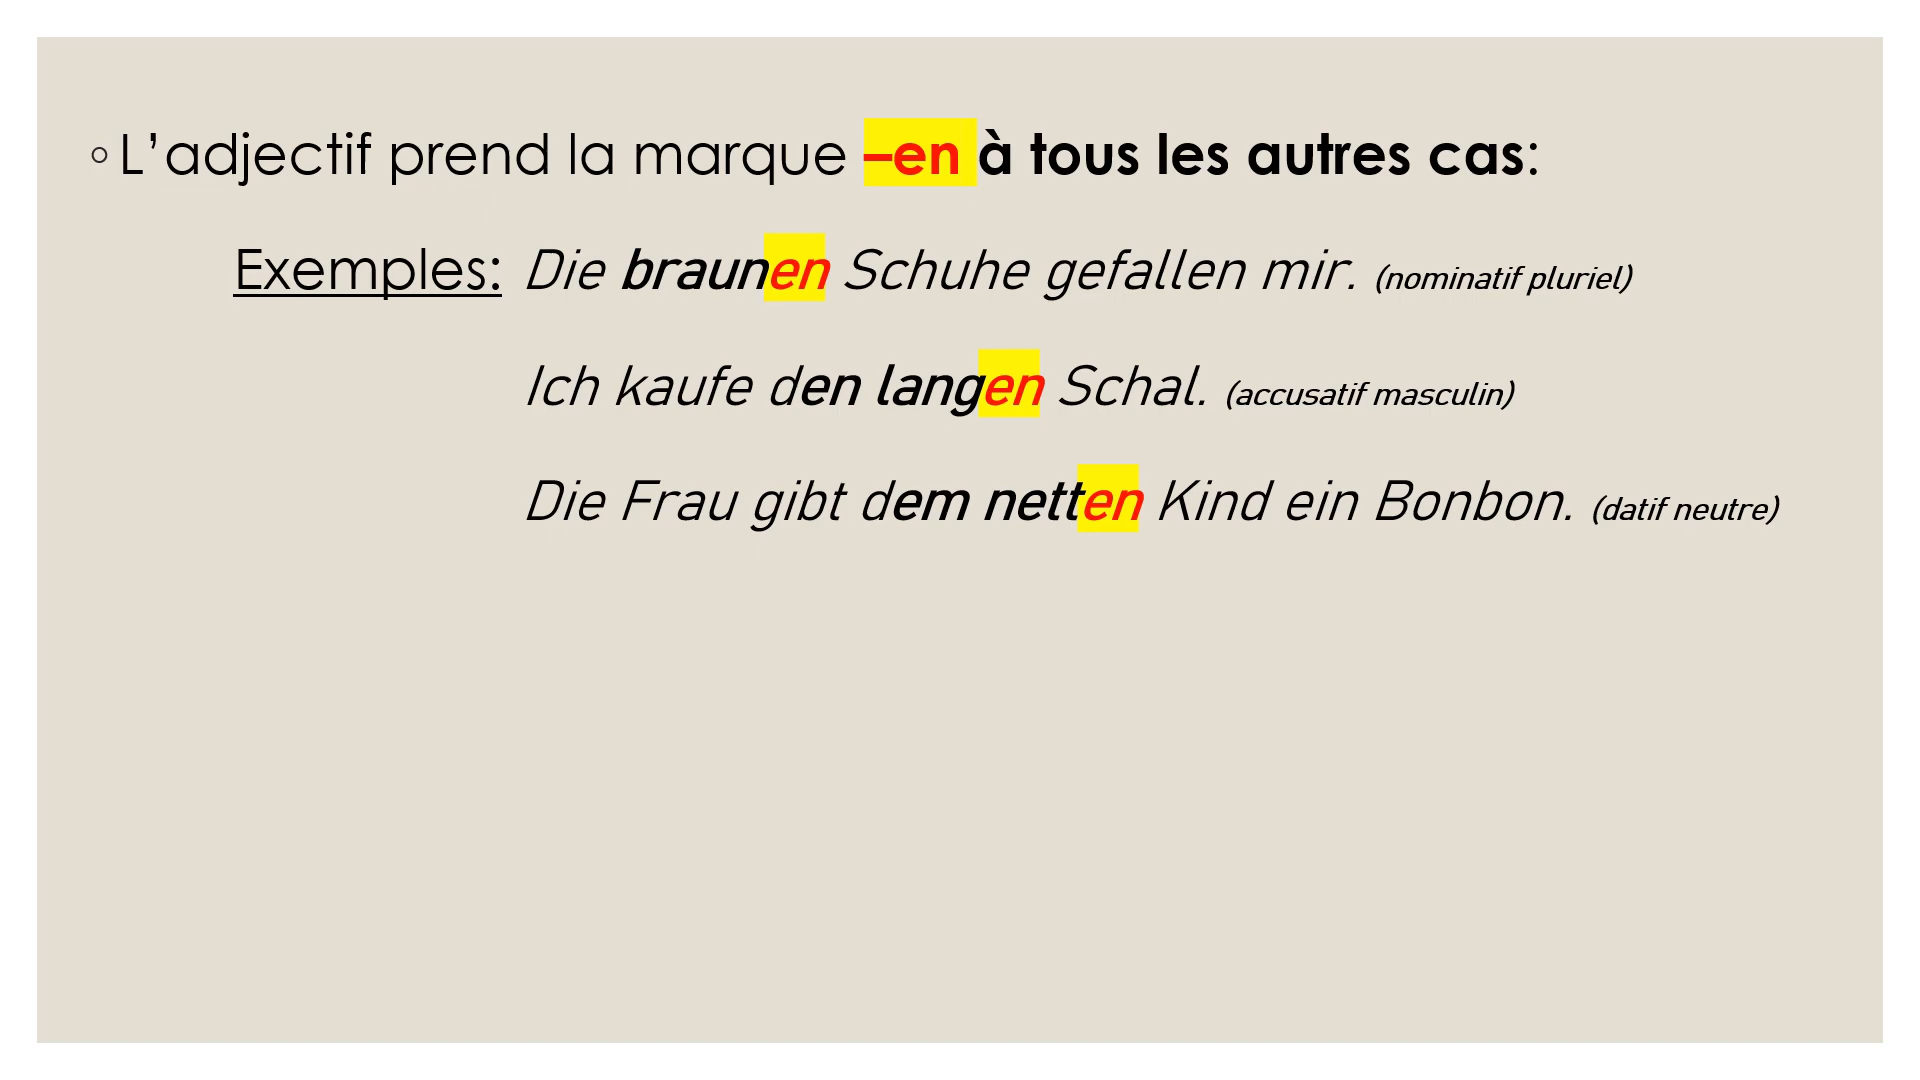 ◦L’adjectif prend la marque –en à tous les autres cas:
Exemples: Die braunen Schuhe gefallen mir. (nominatif pluriel)
Ich kaufe den langen Schal. (accusatif masculin)
Die Frau gibt dem netten Kind ein Bonbon. (datif neutre)